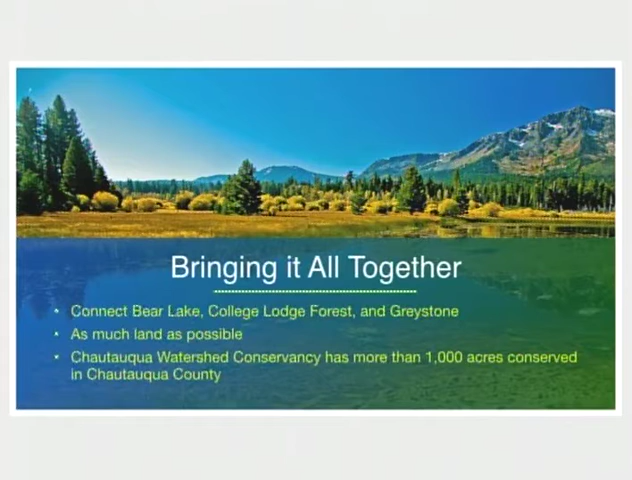 Bringing it All Together
• Connect Bear Lake, College Lodge Forest, and Greystone
• As much land as possible
• Chautauqua Watershed Conservancy has more than 1,000 acres conserved
in Chautauqua County